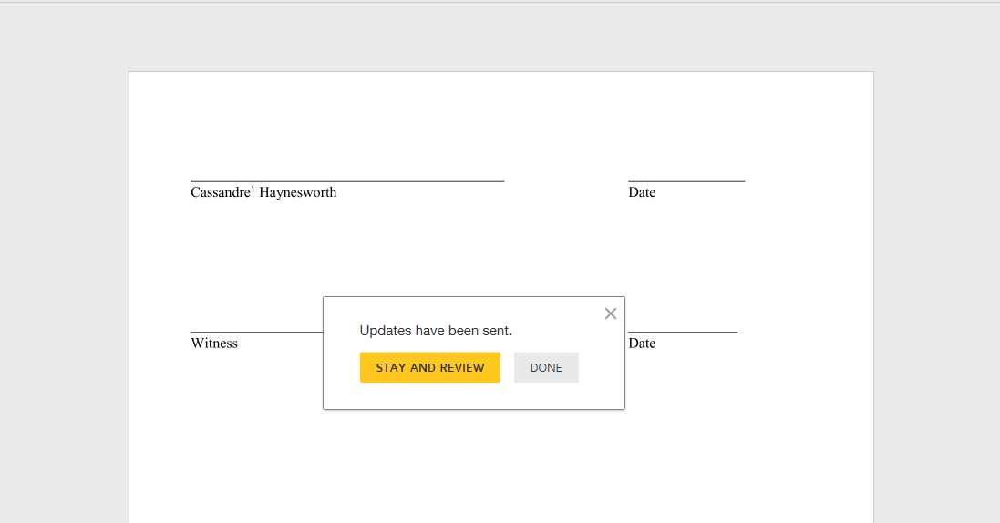 Cassandre` Haynesworth Date
Updates have been sent.
Witness Date
STAY AND REVIEW DONE